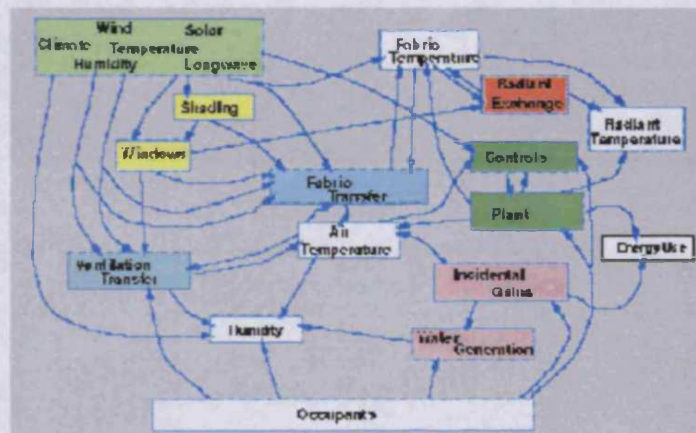 Wind Solar
Climate Temperature
Humidity Longwave
Fabric
Temperature
Radiant
Exchange
Shading
Radiant
Temperature
Windows
Controls
Fabric
Transfer
Plant
Air
Temperature
Energy Use
Ventilation
Transfer
Incidental
Gains
Humidity
Water
Generation
Occupants